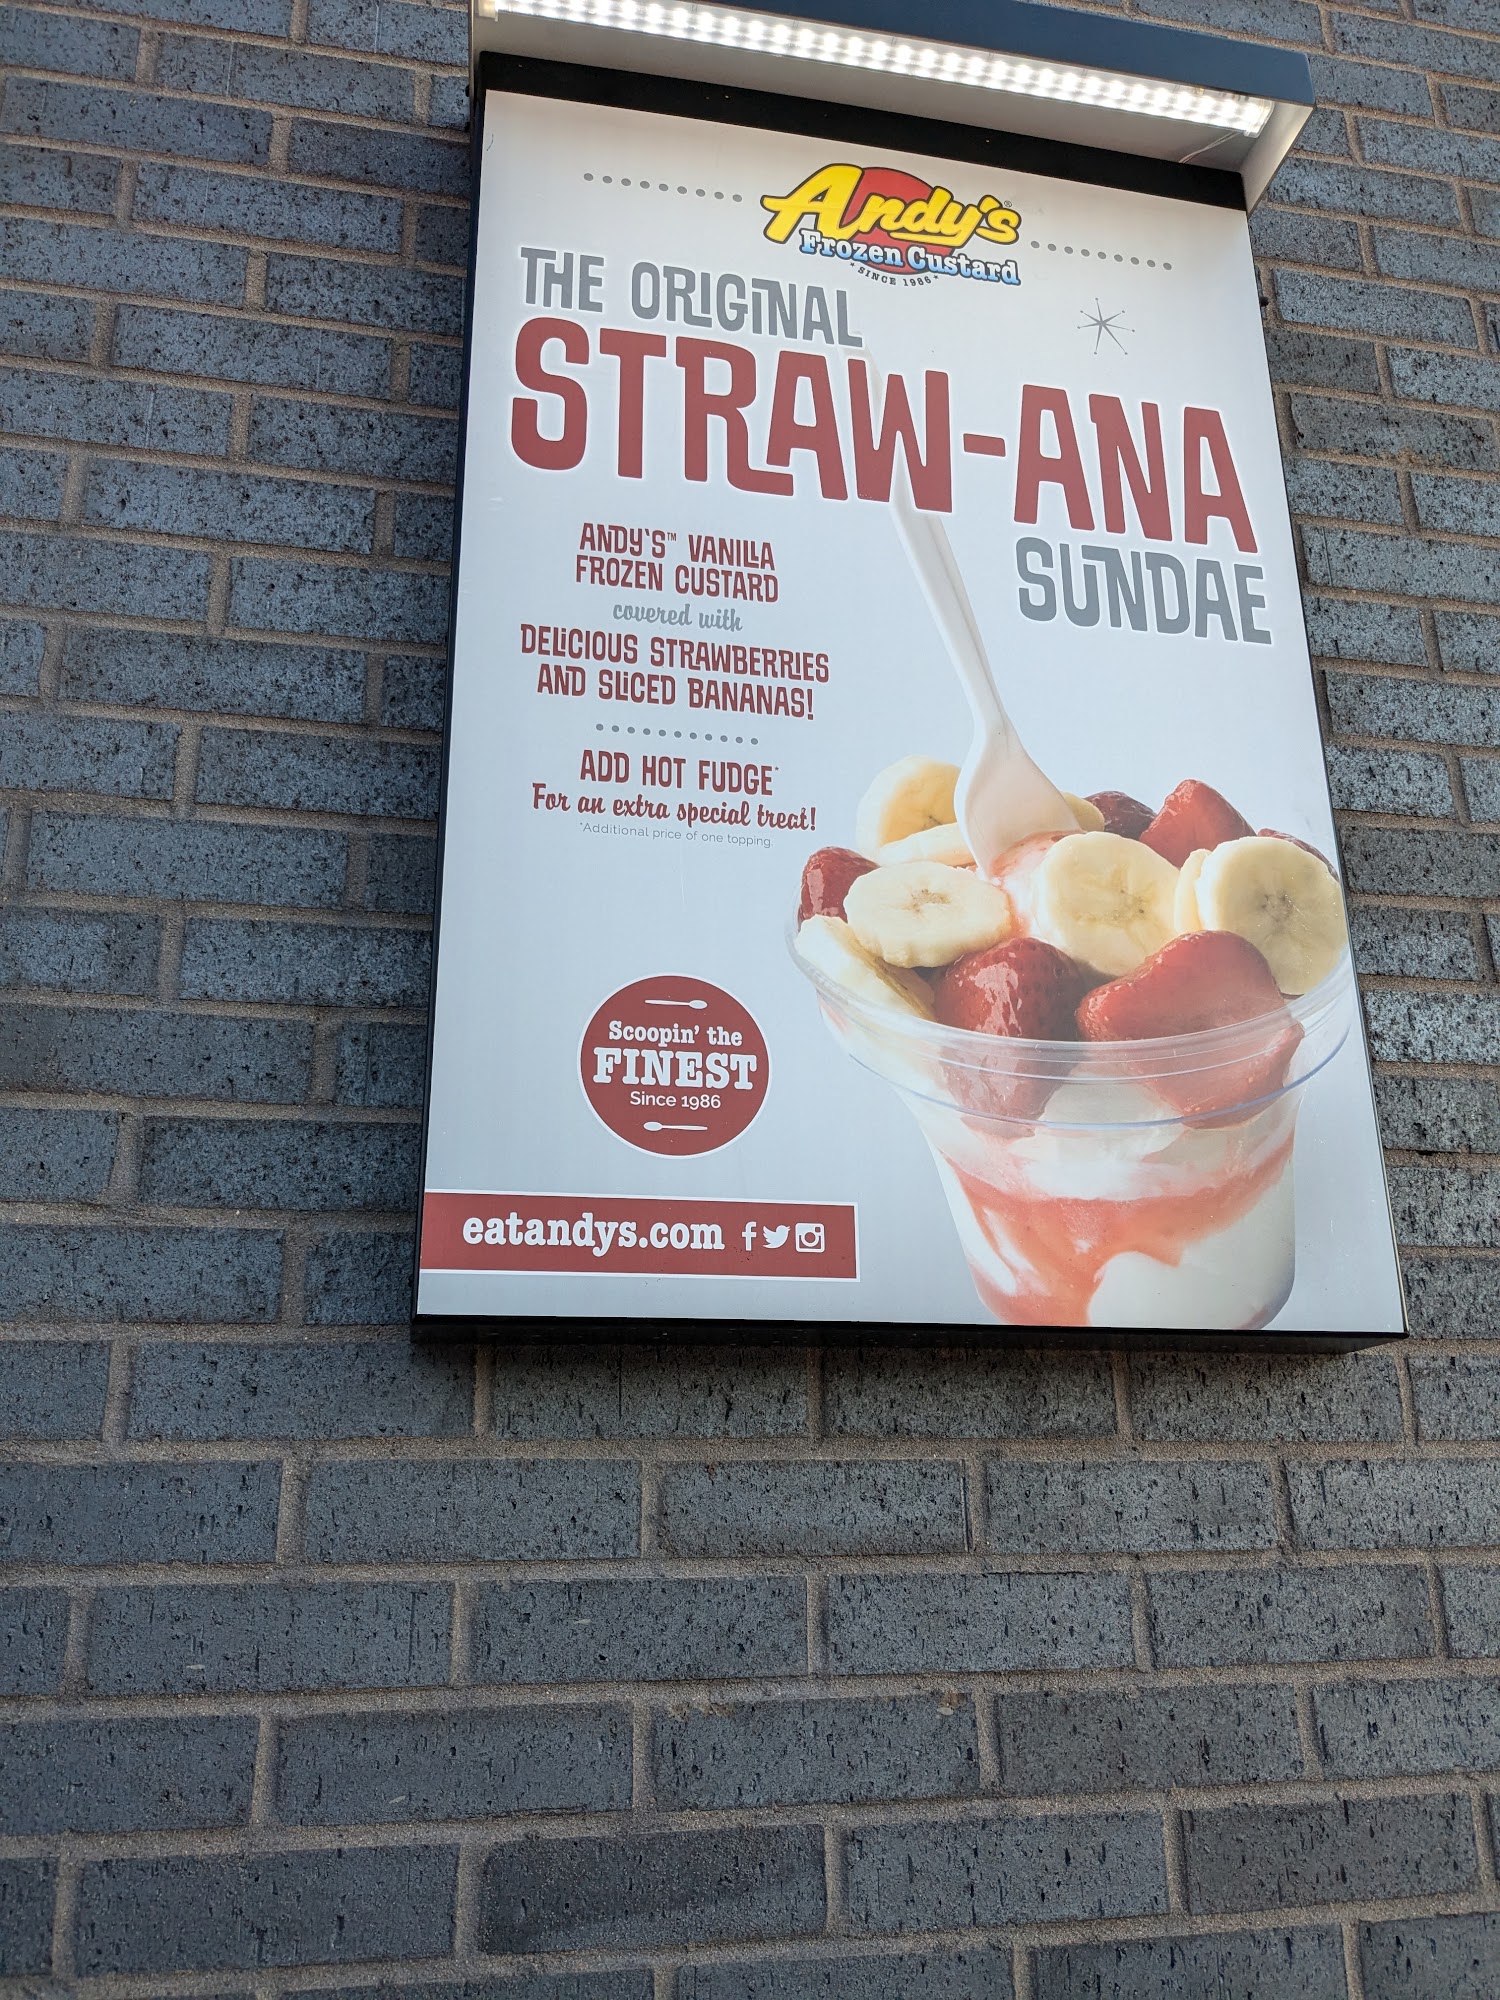 Andy's®
Frozen Custard
SINCE 1986
THE ORIGINAL
STRAW-ANA
SUNDAE
ANDY'S™ VANILLA
FROZEN CUSTARD
covered with
DELICIOUS STRAWBERRIES
AND SLICED BANANAS!
ADD HOT FUDGE*
For an extra special treat!
*Additional price of one topping.
Scoopin' the
FINEST
Since 1986
eatandys.com